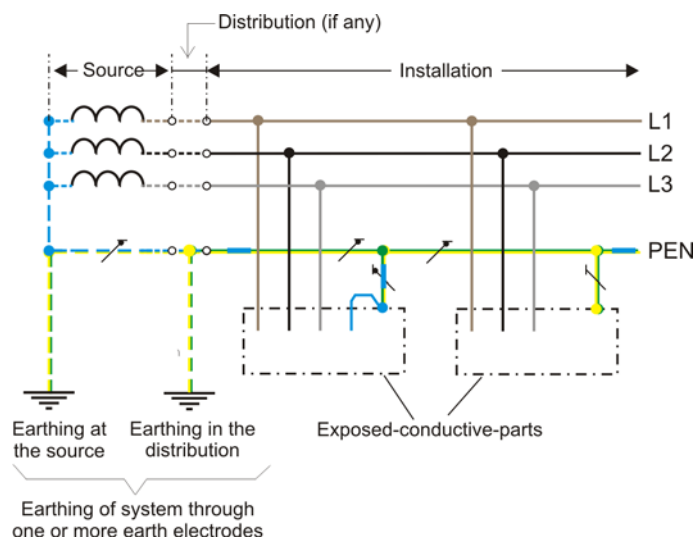 Distribution (if any)
Source
Installation
L1
L2
L3
PEN
Earthing at
the source
Earthing in the
distribution
Exposed-conductive-parts
Earthing of system through
one or more earth electrodes